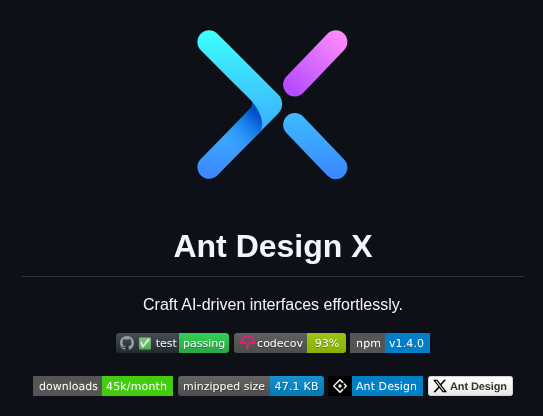 Ant Design X
Craft AI-driven interfaces effortlessly.
test passing codecov 93% npm v1.4.0
downloads 45k/month minzipped size 47.1 KB Ant Design Ant Design